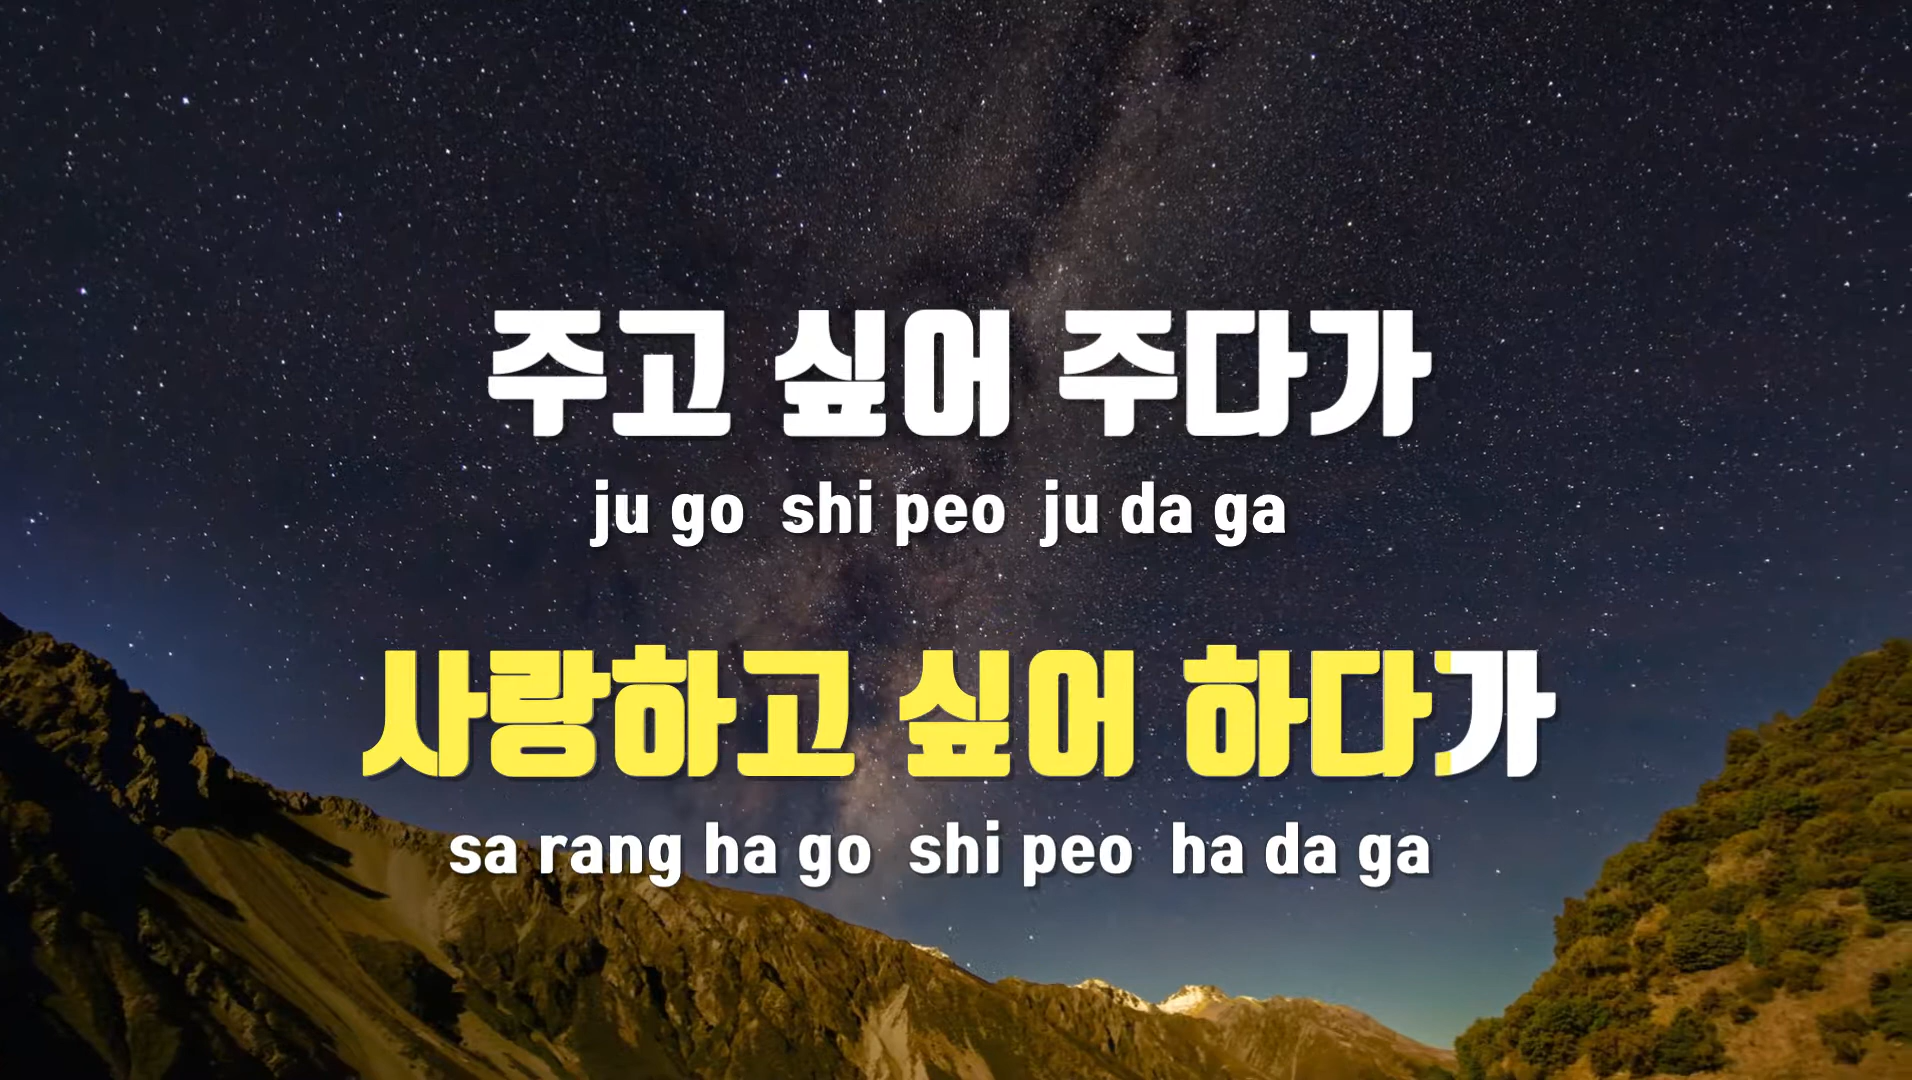 주고 싶어 주다가
ju go shi peo ju da ga
사랑하고 싶어 하다가
sa rang ha go shi peo ha da ga